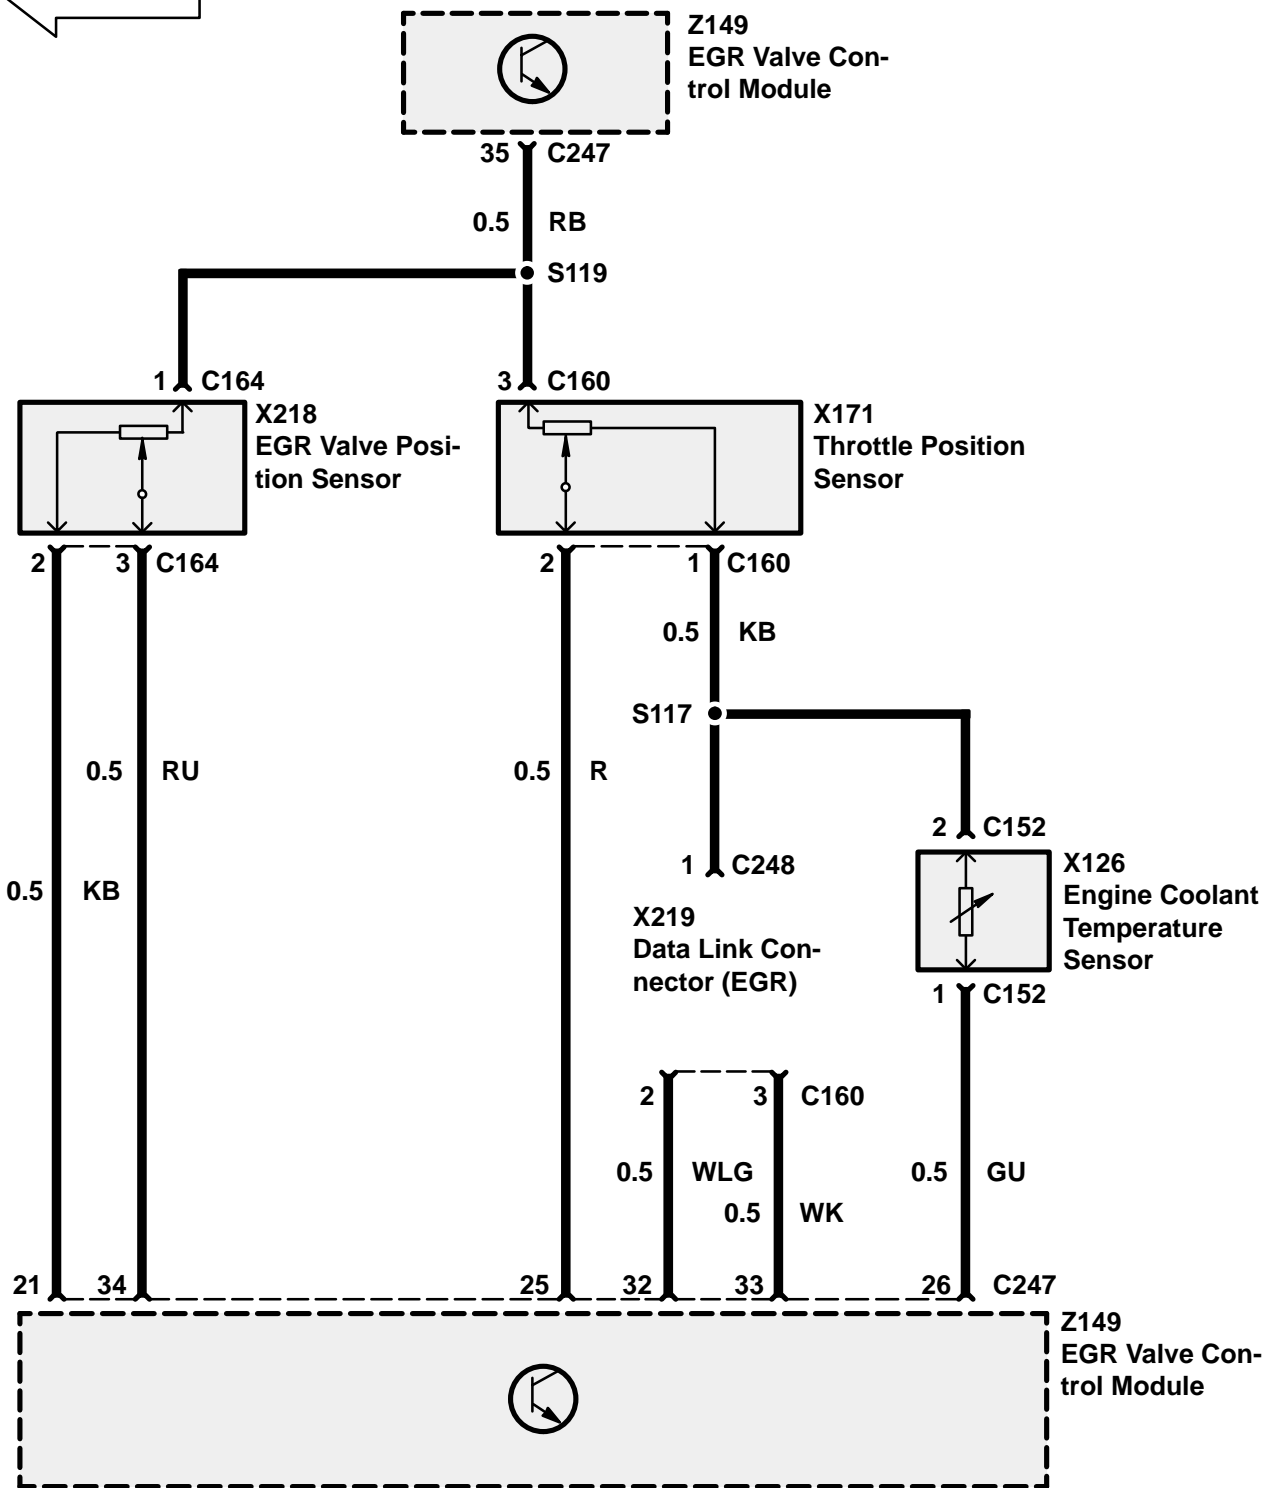 Z149
EGR Valve Con-
trol Module
35 C247
0.5 RB
S119
1 C164
3 C160
X218
EGR Valve Posi-
tion Sensor
X171
Throttle Position
Sensor
2 3 C164
2 1 C160
0.5 KB
S117
0.5 RU
0.5 R
2 C152
1 C248
X126
Engine Coolant
Temperature
Sensor
0.5 KB
X219
Data Link Con-
nector (EGR)
1 C152
2 3 C160
0.5 WLG
0.5 GU
0.5 WK
21 34 25 32 33 26 C247
Z149
EGR Valve Con-
trol Module